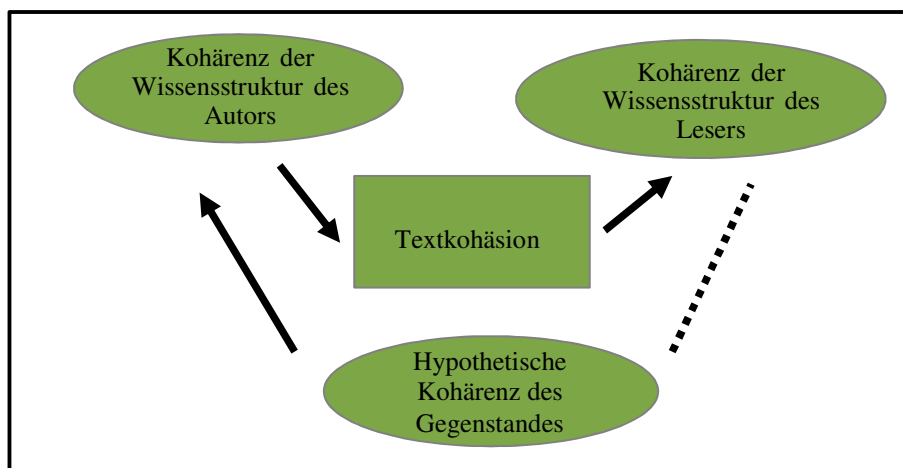 Kohärenz der
Wissensstruktur des
Autors
Kohärenz der
Wissensstruktur des
Lesers
Textkohäsion
Hypothetische
Kohärenz des
Gegenstandes